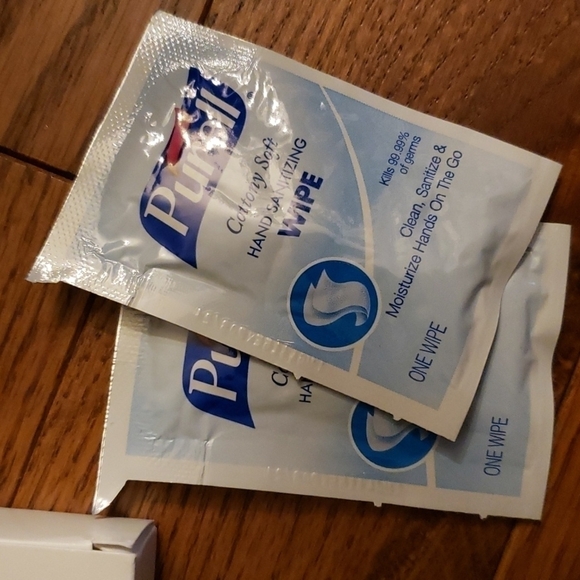 Purell
Cottony Soft
HAND SANITIZING
WIPE
Kills 99.99%
of germs
Clean, Sanitize &
Moisturize Hands On The Go
ONE WIPE
Pu
C
HA
ONE WIPE